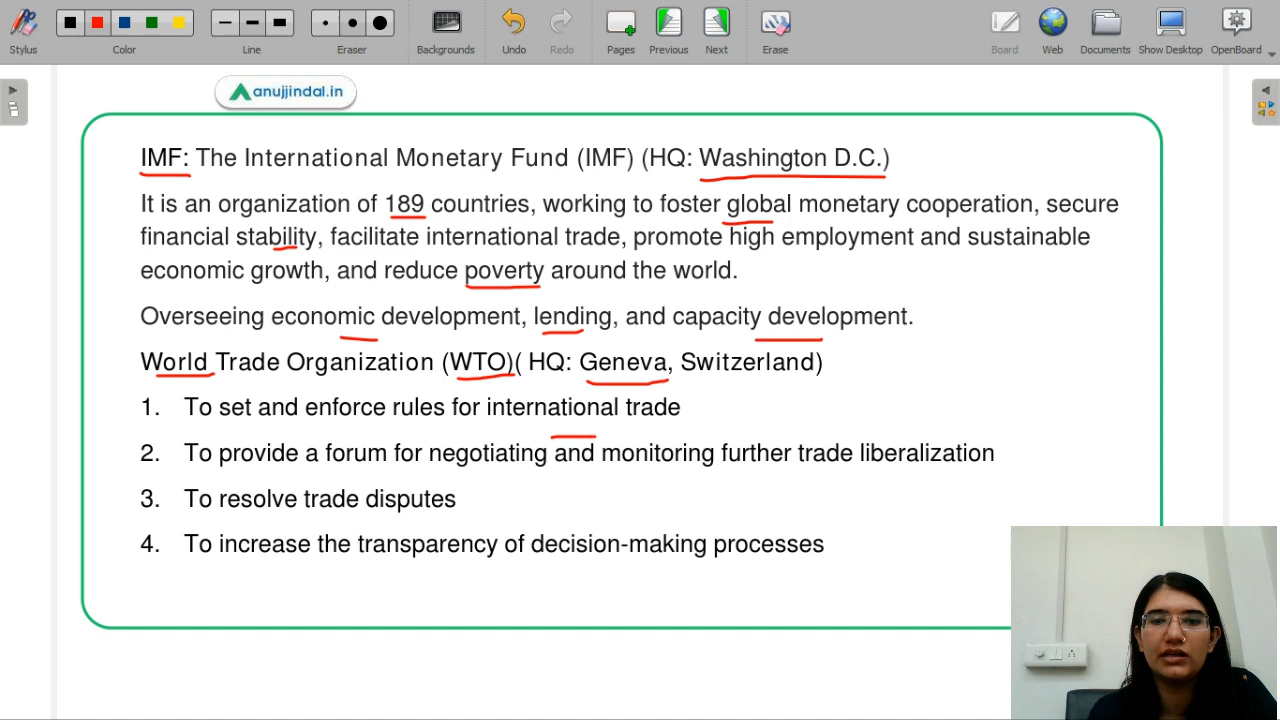 Stylus
Color
Line
Eraser
Backgrounds
Undo
Redo
Pages
Previous
Next
Erase
Board
Web
Documents
Show Desktop
OpenBoard
anujjindal.in
IMF: The International Monetary Fund (IMF) (HQ: Washington D.C.)
It is an organization of 189 countries, working to foster global monetary cooperation, secure
financial stability, facilitate international trade, promote high employment and sustainable
economic growth, and reduce poverty around the world.
Overseeing economic development, lending, and capacity development.
World Trade Organization (WTO)( HQ: Geneva, Switzerland)
1. To set and enforce rules for international trade
2. To provide a forum for negotiating and monitoring further trade liberalization
3. To resolve trade disputes
4. To increase the transparency of decision-making processes